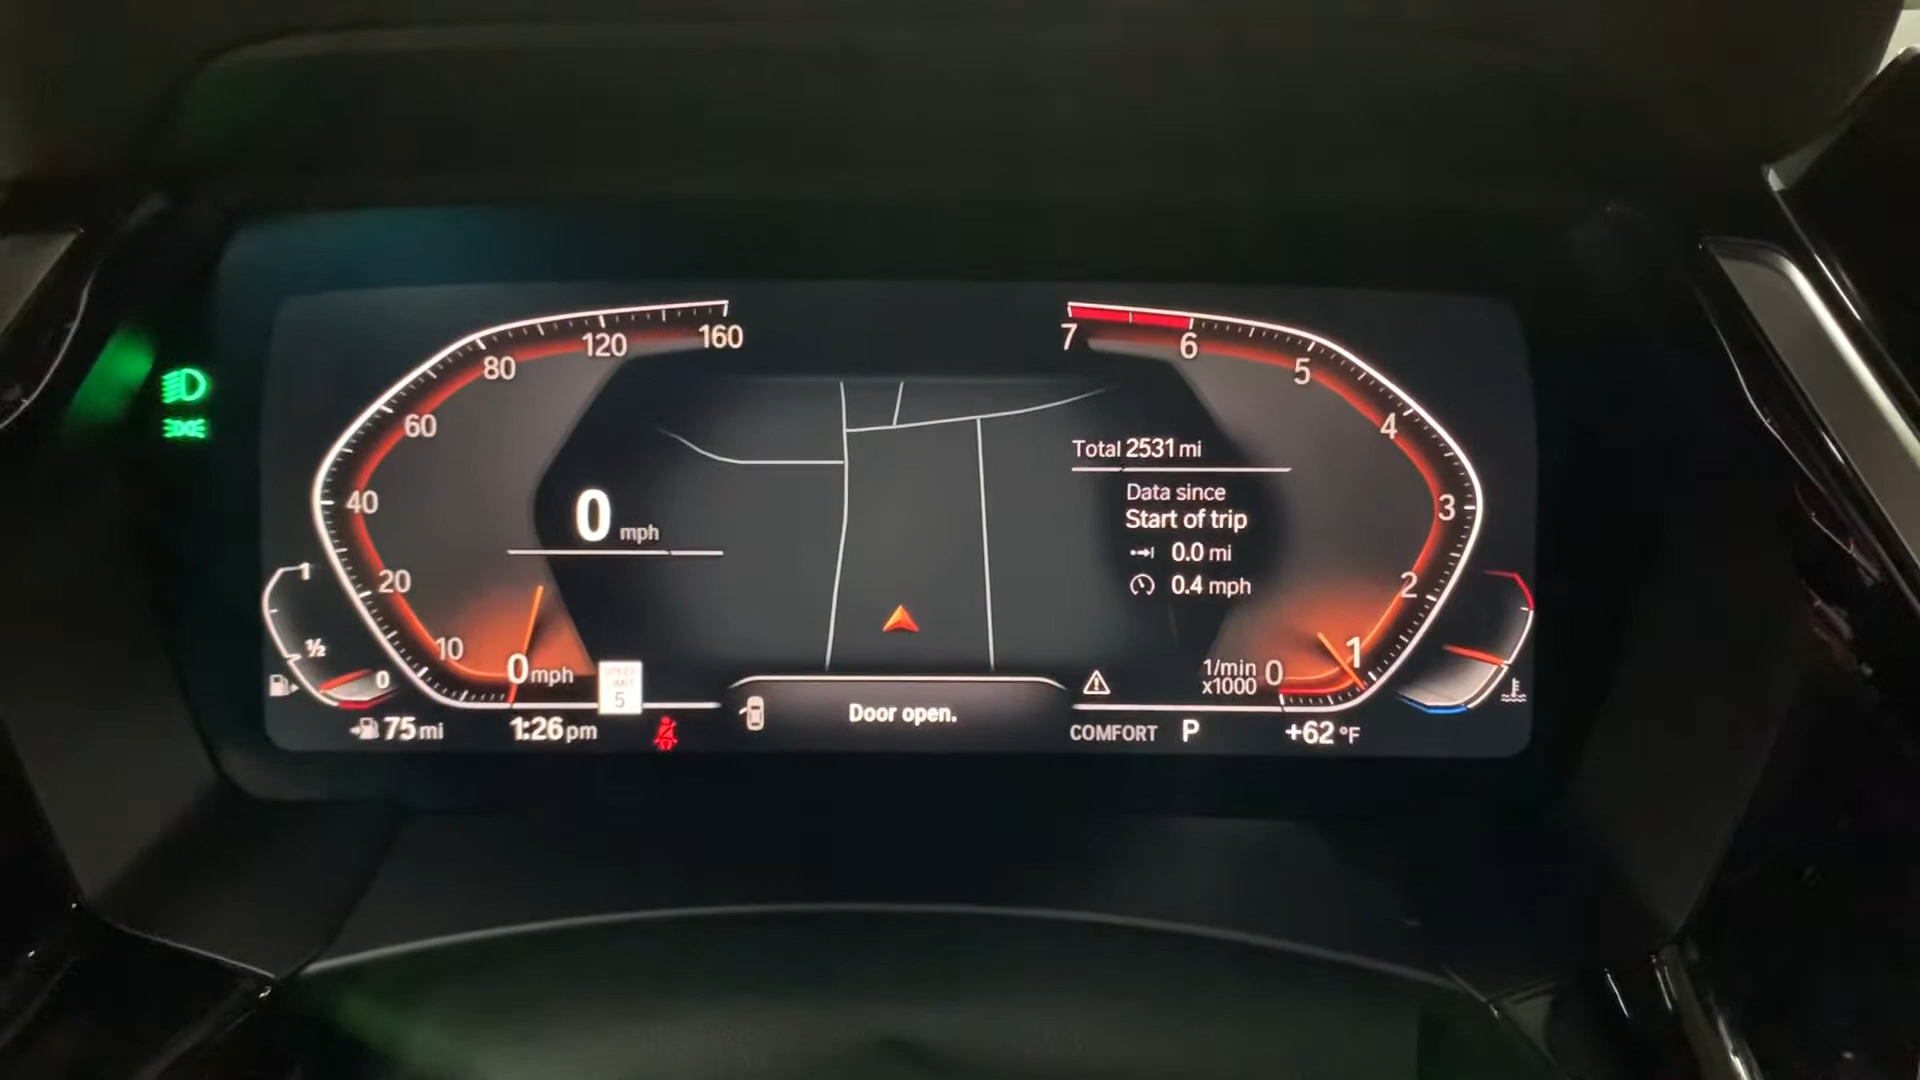 160
120
80
60
40
20
10
0 mph
0 mph
7
6
5
4
3
2
1
0
1/min
x1000
Total 2531 mi
Data since
Start of trip
0.0 mi
0.4 mph
1
½
0
SPEED
LIMIT
5
75 mi
1:26 pm
Door open.
COMFORT P
+62 °F